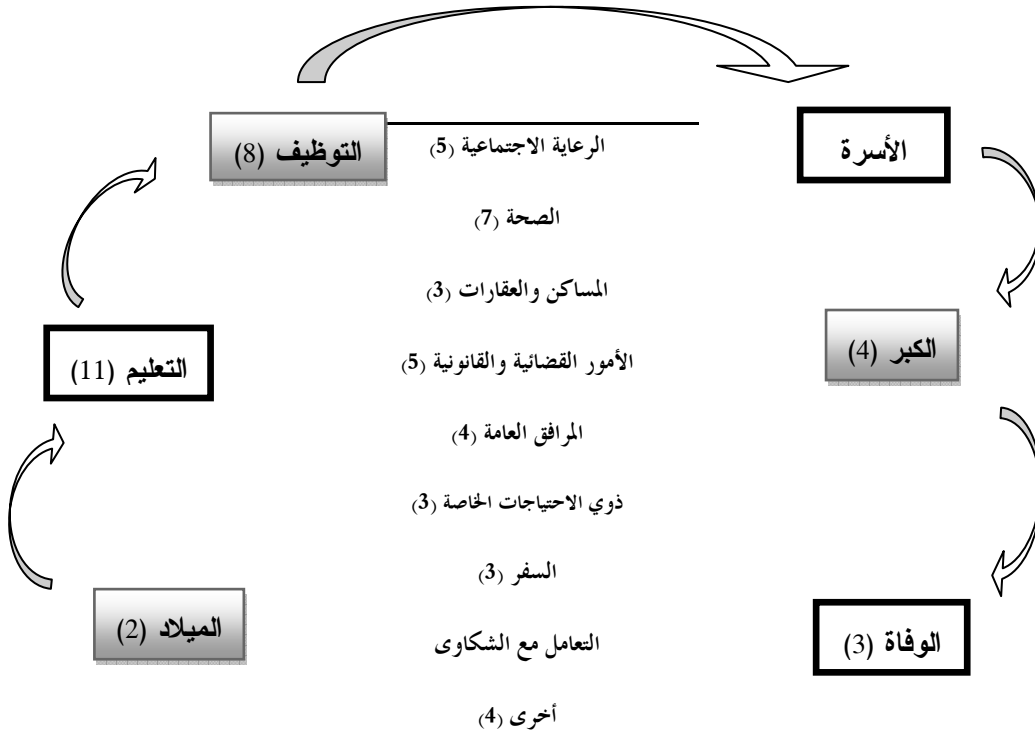 الأسرة
التوظيف (8)
الرعاية الاجتماعية (5)
الصحة (7)
المساكن والعقارات (3)
الكبر (4)
الأمور القضائية والقانونية (5)
التعليم (11)
المرافق العامة (4)
ذوي الاحتياجات الخاصة (3)
السفر (3)
الوفاة (3)
الميلاد (2)
التعامل مع الشكاوى
أخرى (4)